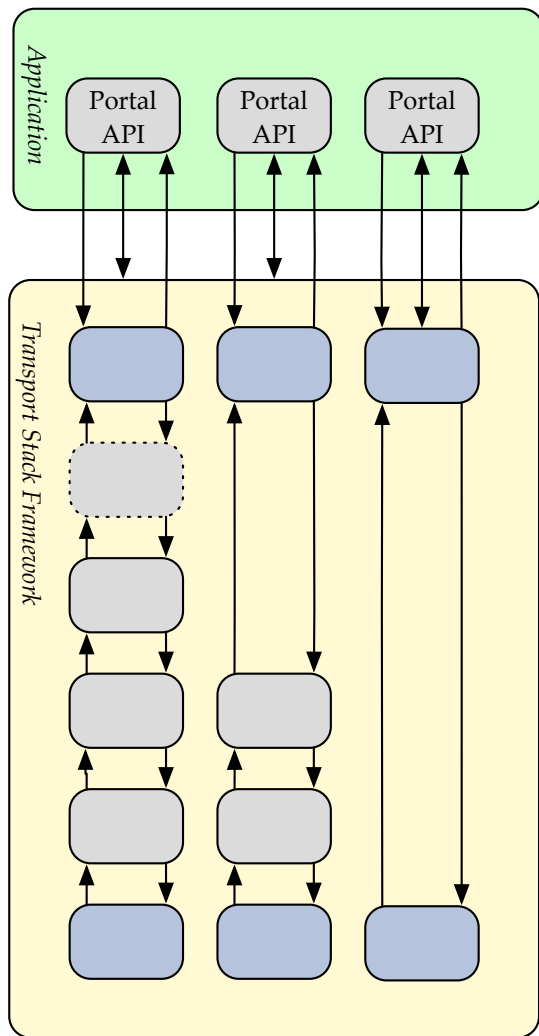 Application
Portal
API
Portal
API
Portal
API
Transport Stack Framework